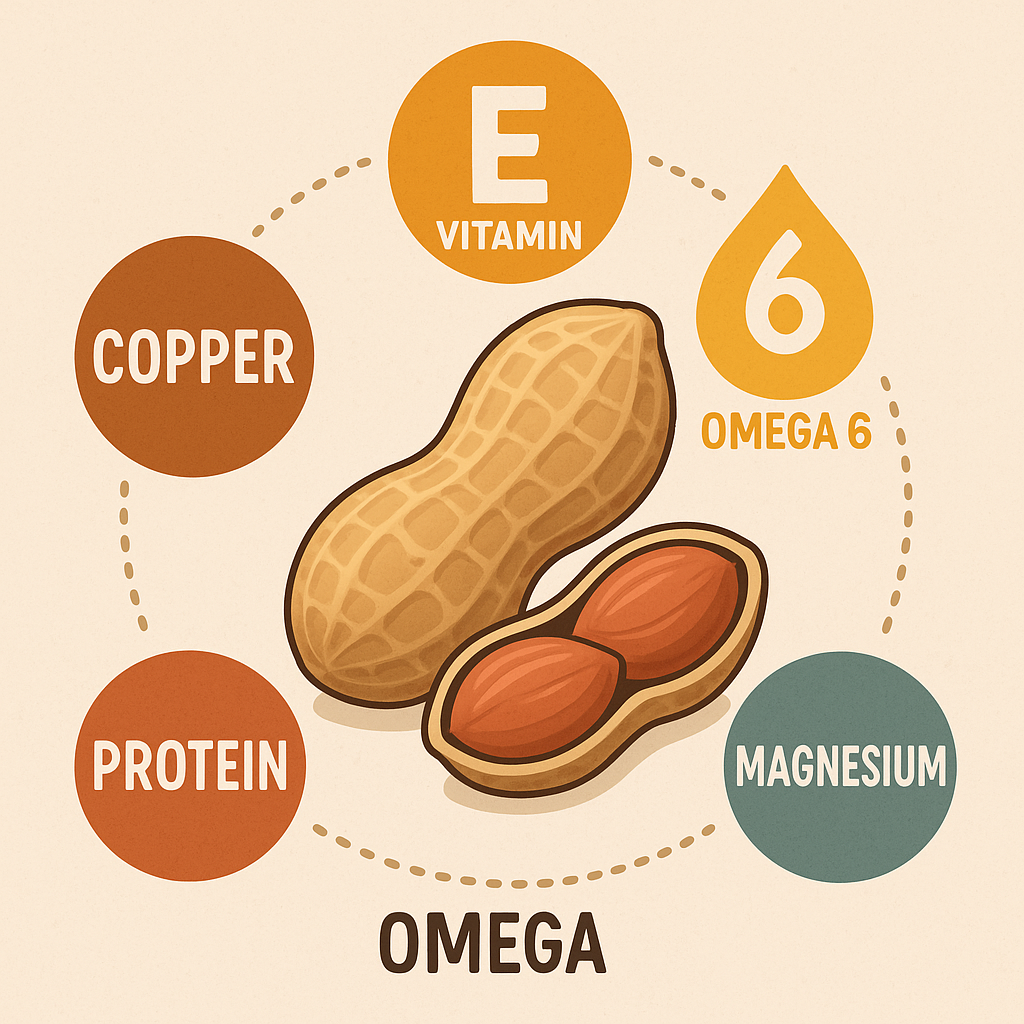 E
VITAMIN
6
OMEGA 6
COPPER
PROTEIN
MAGNESIUM
OMEGA